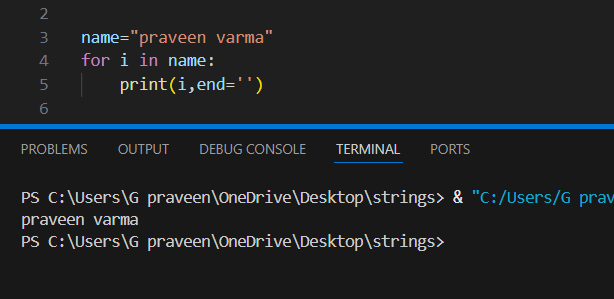 2
3 name="praveen varma"
4 for i in name:
5     print(i,end='')
6
PROBLEMS OUTPUT DEBUG CONSOLE TERMINAL PORTS
PS C:\Users\G praveen\OneDrive\Desktop\strings> & "C:/Users/G prav
praveen varma
PS C:\Users\G praveen\OneDrive\Desktop\strings>